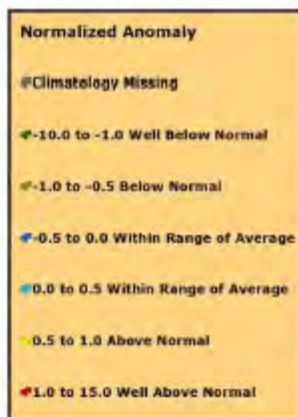 Normalized Anomaly
Climatology Missing
-10.0 to -1.0 Well Below Normal
-1.0 to -0.5 Below Normal
-0.5 to 0.0 Within Range of Average
0.0 to 0.5 Within Range of Average
0.5 to 1.0 Above Normal
1.0 to 15.0 Well Above Normal